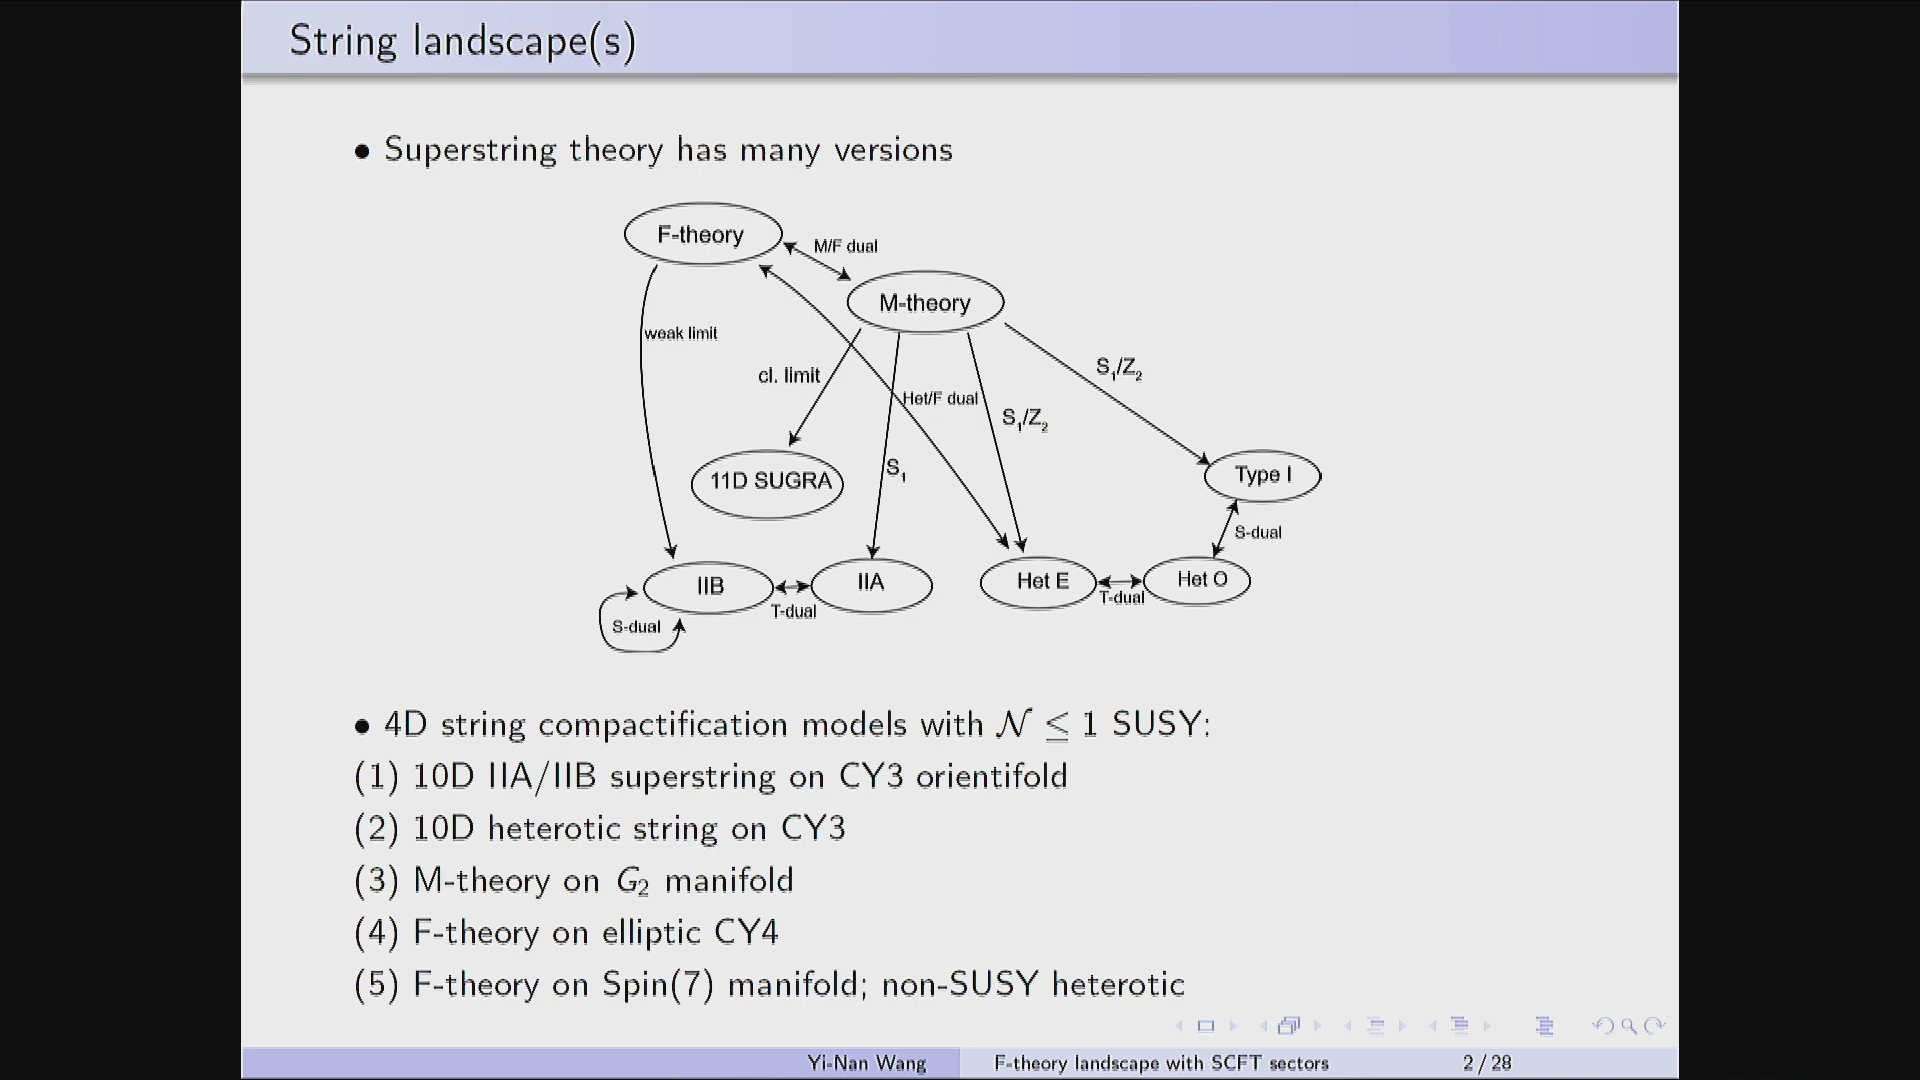 String landscape(s)
• Superstring theory has many versions
F-theory
M/F dual
M-theory
weak limit
cl. limit
Het/F dual
S₁/Z₂
S₁/Z₂
11D SUGRA
S₁
Type I
S-dual
IIB
IIA
Het E
Het O
T-dual
T-dual
S-dual
• 4D string compactification models with 𝒩 ≤ 1 SUSY:
(1) 10D IIA/IIB superstring on CY3 orientifold
(2) 10D heterotic string on CY3
(3) M-theory on G₂ manifold
(4) F-theory on elliptic CY4
(5) F-theory on Spin(7) manifold; non-SUSY heterotic
Yi-Nan Wang F-theory landscape with SCFT sectors 2 / 28